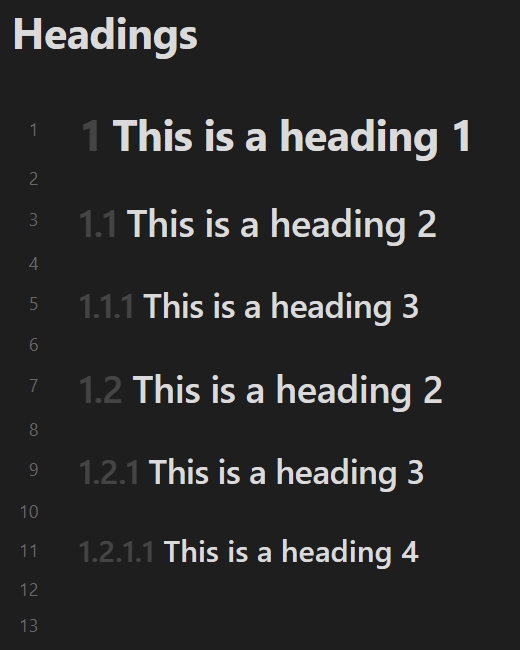 Headings
1 1 This is a heading 1
2
3 1.1 This is a heading 2
4
5 1.1.1 This is a heading 3
6
7 1.2 This is a heading 2
8
9 1.2.1 This is a heading 3
10
11 1.2.1.1 This is a heading 4
12
13